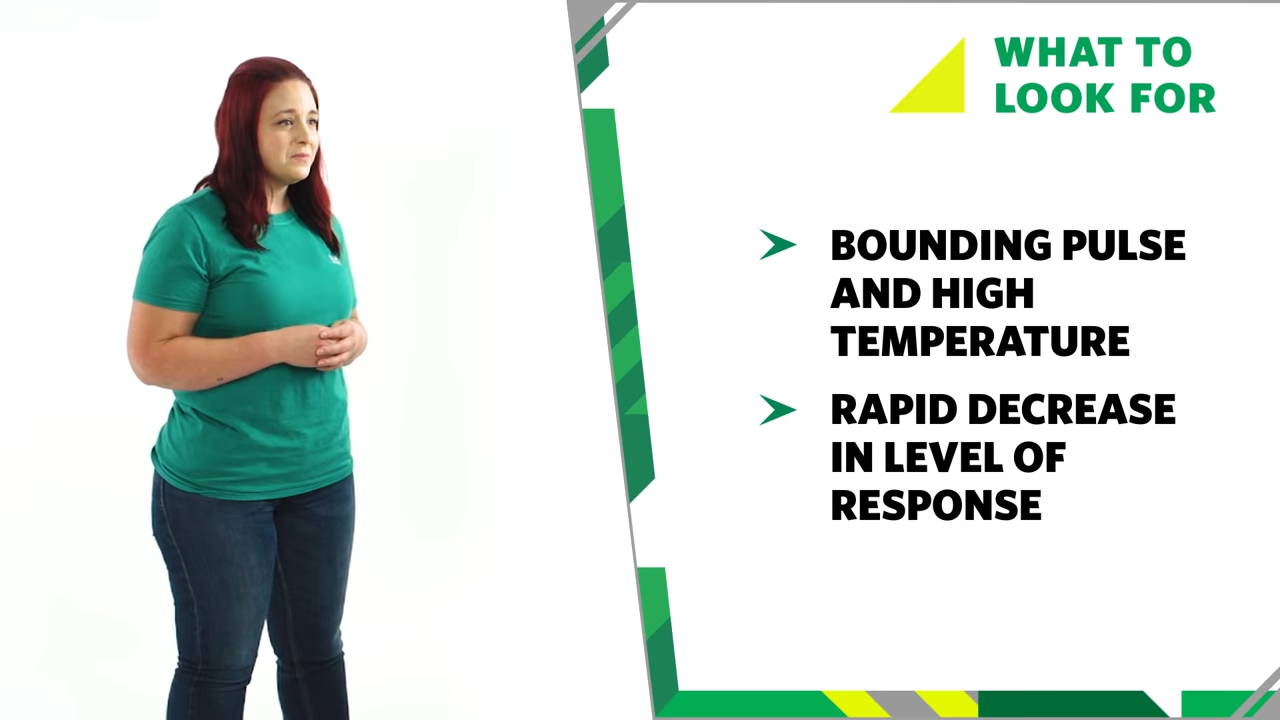 WHAT TO
LOOK FOR
BOUNDING PULSE
AND HIGH
TEMPERATURE
RAPID DECREASE
IN LEVEL OF
RESPONSE